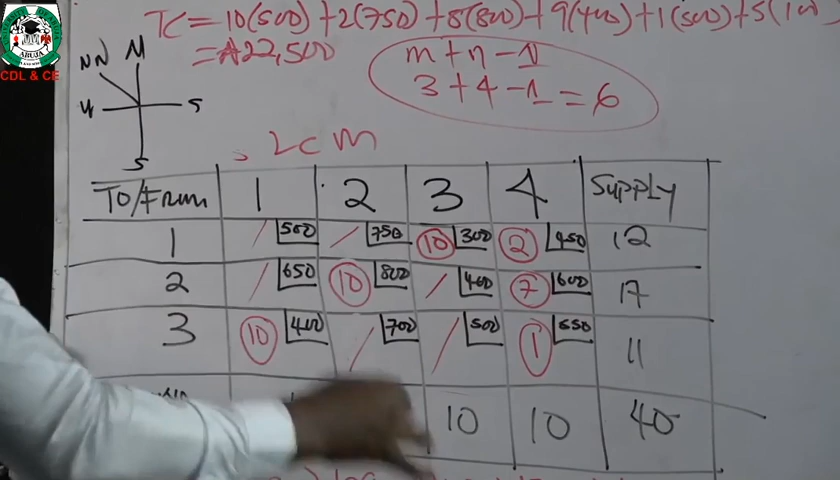 TC = 10(500) + 2(750) + 8(800) + 9(400) + 1(500) + 5(10
= ₦22,500
m + n - 1
3 + 4 - 1 = 6
NN N
S
S
ABUJA
CDL & CE
LCM
TO/From 1 2 3 4 Supply
1 / 500 / 750 10 300 2 450 12
2 / 650 10 800 / 400 7 600 17
3 10 400 / 700 / 500 1 550 11
10 10 40